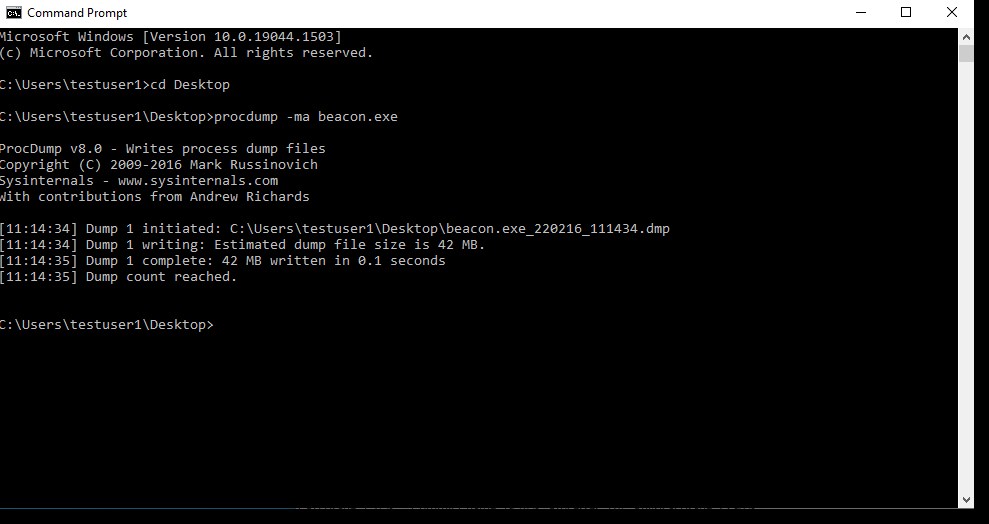 Command Prompt
Microsoft Windows [Version 10.0.19044.1503]
(c) Microsoft Corporation. All rights reserved.
C:\Users\testuser1>cd Desktop
C:\Users\testuser1\Desktop>procdump -ma beacon.exe
ProcDump v8.0 - Writes process dump files
Copyright (C) 2009-2016 Mark Russinovich
Sysinternals - www.sysinternals.com
With contributions from Andrew Richards
[11:14:34] Dump 1 initiated: C:\Users\testuser1\Desktop\beacon.exe_220216_111434.dmp
[11:14:34] Dump 1 writing: Estimated dump file size is 42 MB.
[11:14:35] Dump 1 complete: 42 MB written in 0.1 seconds
[11:14:35] Dump count reached.
C:\Users\testuser1\Desktop>